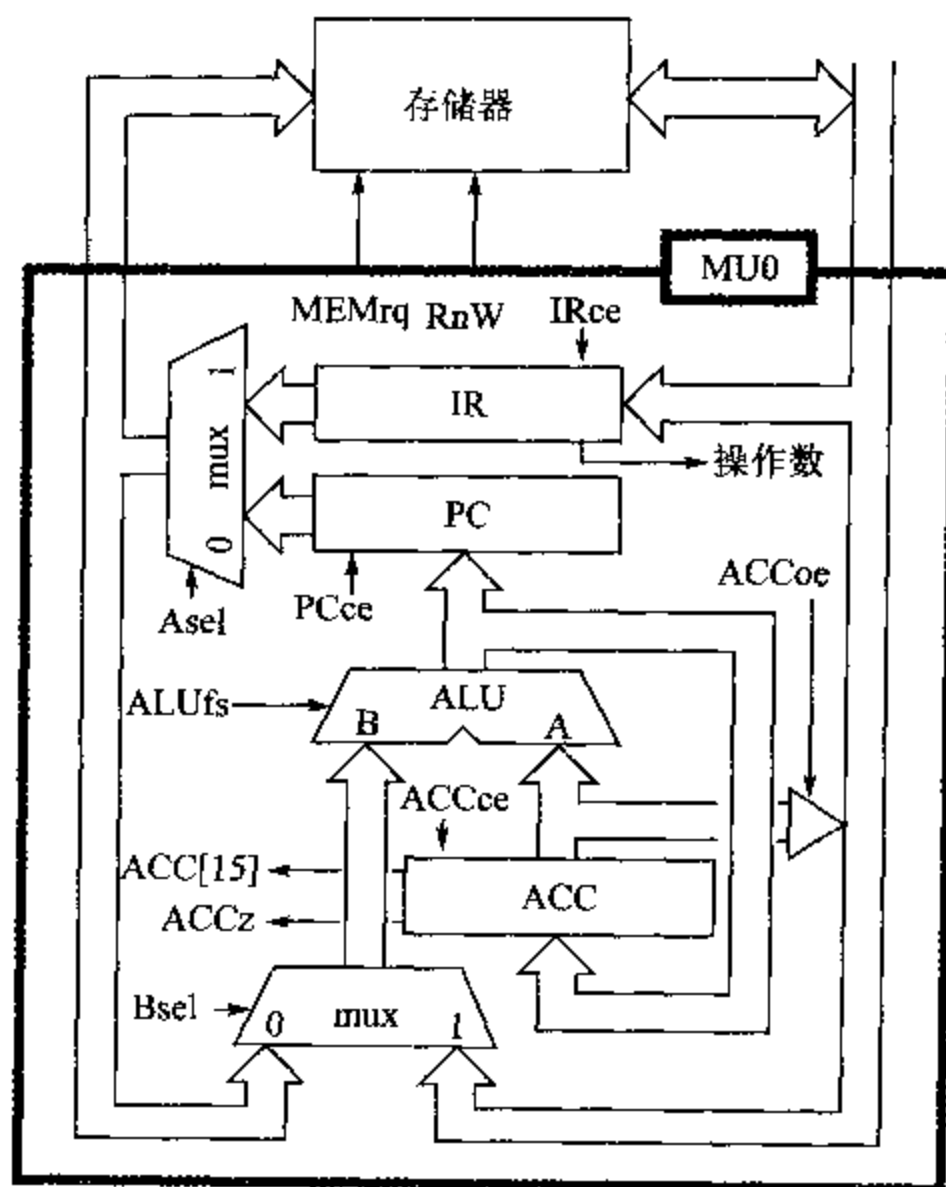 存储器
MU0
MEMrq
RnW
IRce
IR
操作数
mux
1
0
PC
PCce
Asel
ACCoe
ALUfs
ALU
B
A
ACCce
ACC[15]
ACCz
ACC
Bsel
0
mux
1